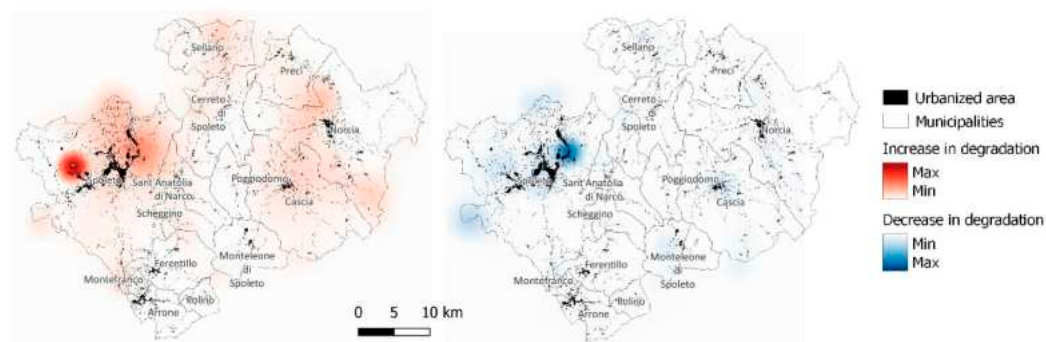 Sellano
Preci
Cerreto
di
Spoleto
Norcia
Spoleto
Sant'Anatolia
di Narco
Poggiodomo
Cascia
Scheggino
Monteleone
di
Spoleto
Ferentillo
Montefranco
Polino
Arrone
0 5 10 km
Sellano
Preci
Cerreto
di
Spoleto
Norcia
Spoleto
Sant'Anatolia
di Narco
Poggiodomo
Cascia
Scheggino
Monteleone
di
Spoleto
Ferentillo
Montefranco
Polino
Arrone
Urbanized area
Municipalities
Increase in degradation
Max
Min
Decrease in degradation
Min
Max